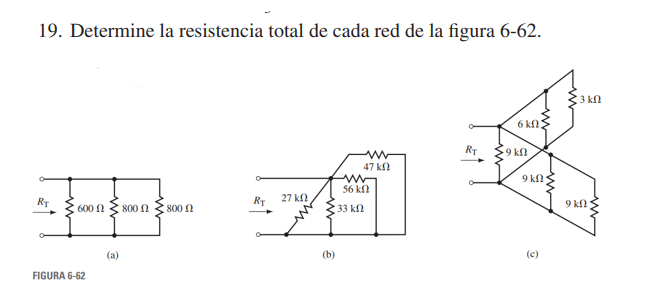 19. Determine la resistencia total de cada red de la figura 6-62.
3 kΩ
6 kΩ
47 kΩ
R_T
9 kΩ
56 kΩ
9 kΩ
R_T
600 Ω
800 Ω
800 Ω
R_T
27 kΩ
33 kΩ
9 kΩ
(a)
(b)
(c)
FIGURA 6-62